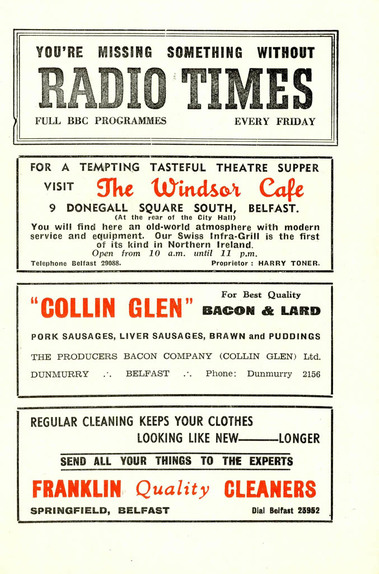 YOU'RE MISSING SOMETHING WITHOUT
RADIO TIMES
FULL BBC PROGRAMMES EVERY FRIDAY
FOR A TEMPTING TASTEFUL THEATRE SUPPER
VISIT The Windsor Cafe
9 DONEGALL SQUARE SOUTH, BELFAST.
(At the rear of the City Hall)
You will find here an old-world atmosphere with modern
service and equipment. Our Swiss Infra-Grill is the first
of its kind in Northern Ireland.
Open from 10 a.m. until 11 p.m.
Telephone Belfast 29088. Proprietor : HARRY TONER.
"COLLIN GLEN" For Best Quality
BACON & LARD
PORK SAUSAGES, LIVER SAUSAGES, BRAWN and PUDDINGS
THE PRODUCERS BACON COMPANY (COLLIN GLEN) Ltd.
DUNMURRY .·. BELFAST .·. Phone: Dunmurry 2156
REGULAR CLEANING KEEPS YOUR CLOTHES
LOOKING LIKE NEW——LONGER
SEND ALL YOUR THINGS TO THE EXPERTS
FRANKLIN Quality CLEANERS
SPRINGFIELD, BELFAST Dial Belfast 25952